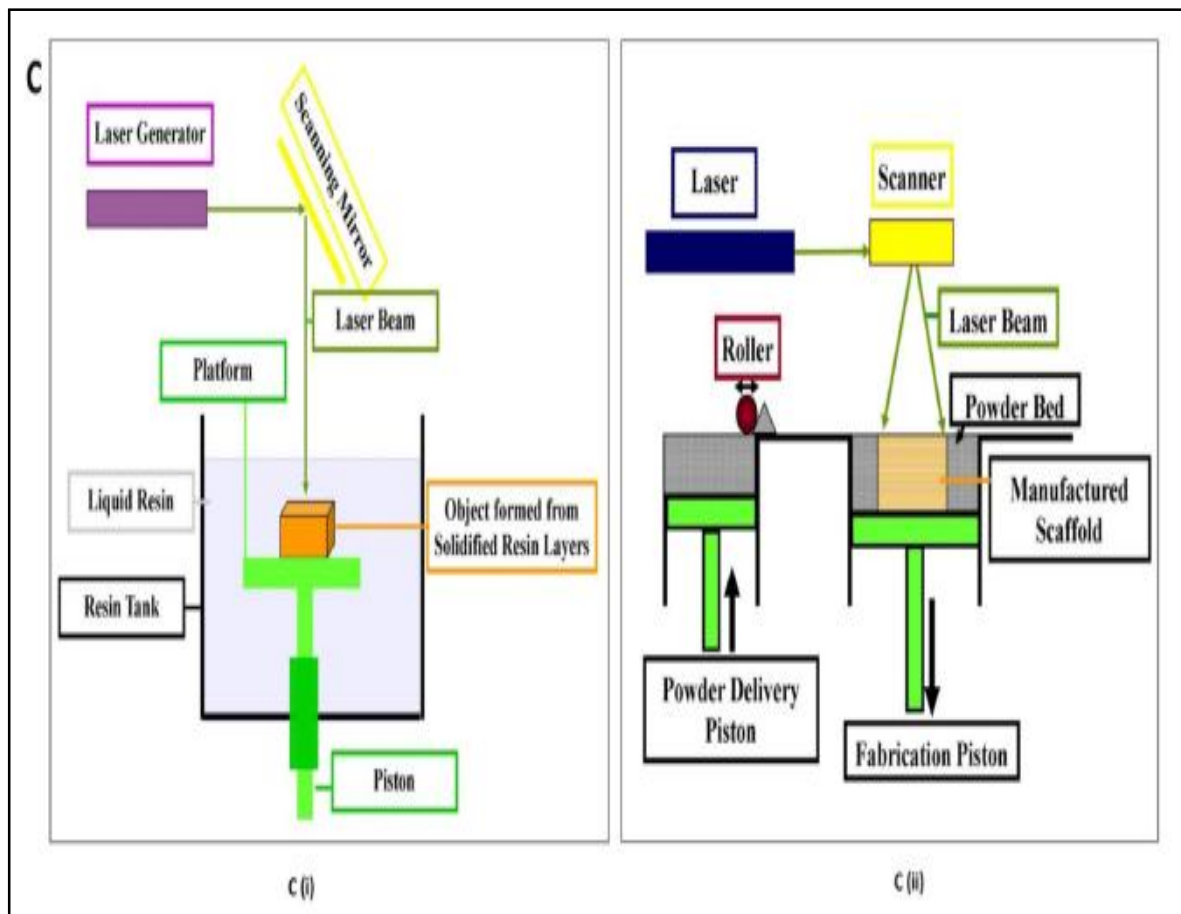 C
Laser Generator
Scanning Mirror
Laser Beam
Platform
Liquid Resin
Object formed from
Solidified Resin Layers
Resin Tank
Piston
C (i)
Laser
Scanner
Laser Beam
Roller
Powder Bed
Manufactured
Scaffold
Powder Delivery
Piston
Fabrication Piston
C (ii)